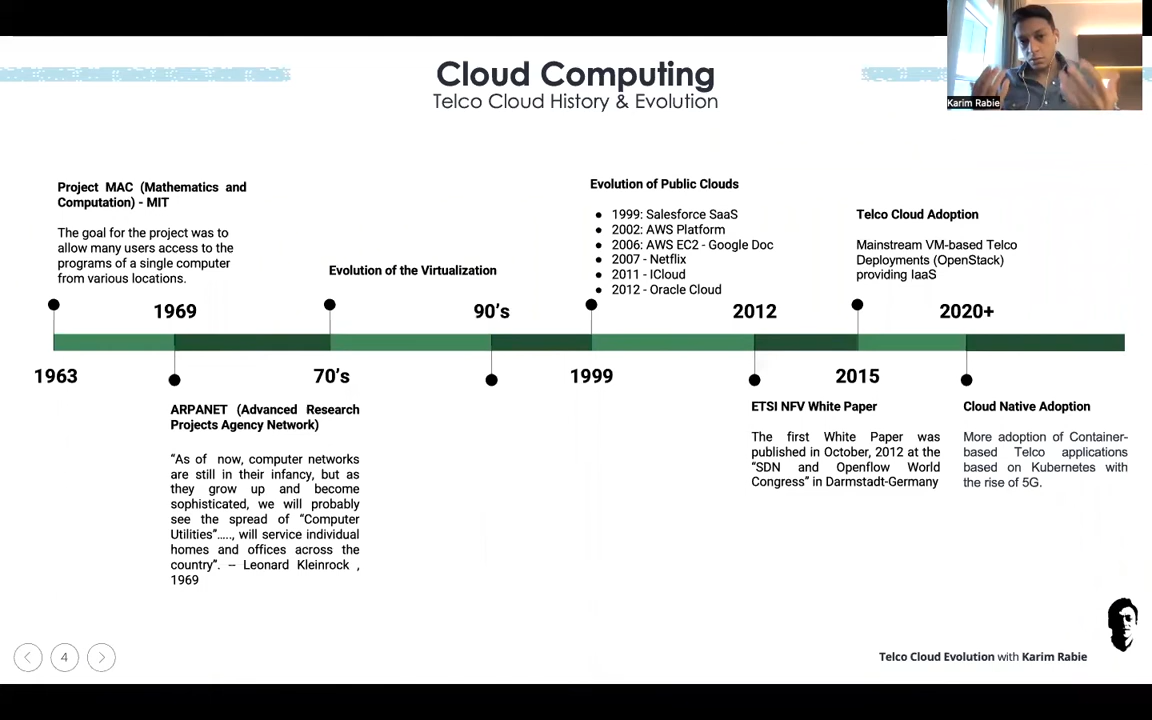 Cloud Computing
Telco Cloud History & Evolution
Karim Rabie
Project MAC (Mathematics and
Computation) - MIT
The goal for the project was to
allow many users access to the
programs of a single computer
from various locations.
Evolution of the Virtualization
Evolution of Public Clouds
● 1999: Salesforce SaaS
● 2002: AWS Platform
● 2006: AWS EC2 - Google Doc
● 2007 - Netflix
● 2011 - ICloud
● 2012 - Oracle Cloud
Telco Cloud Adoption
Mainstream VM-based Telco
Deployments (OpenStack)
providing IaaS
1969
90's
2012
2020+
1963
70's
1999
2015
ARPANET (Advanced Research
Projects Agency Network)
“As of now, computer networks
are still in their infancy, but as
they grow up and become
sophisticated, we will probably
see the spread of “Computer
Utilities”....., will service individual
homes and offices across the
country”. – Leonard Kleinrock ,
1969
ETSI NFV White Paper
The first White Paper was
published in October, 2012 at the
“SDN and Openflow World
Congress” in Darmstadt-Germany
Cloud Native Adoption
More adoption of Container-
based Telco applications
based on Kubernetes with
the rise of 5G.
4
Telco Cloud Evolution with Karim Rabie